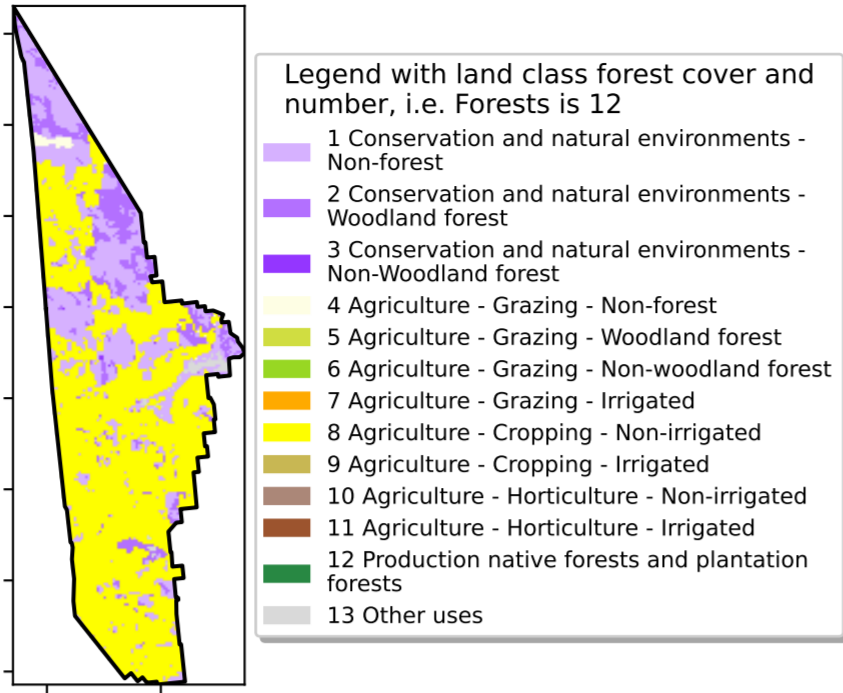 Legend with land class forest cover and
number, i.e. Forests is 12
1 Conservation and natural environments -
Non-forest
2 Conservation and natural environments -
Woodland forest
3 Conservation and natural environments -
Non-Woodland forest
4 Agriculture - Grazing - Non-forest
5 Agriculture - Grazing - Woodland forest
6 Agriculture - Grazing - Non-woodland forest
7 Agriculture - Grazing - Irrigated
8 Agriculture - Cropping - Non-irrigated
9 Agriculture - Cropping - Irrigated
10 Agriculture - Horticulture - Non-irrigated
11 Agriculture - Horticulture - Irrigated
12 Production native forests and plantation
forests
13 Other uses